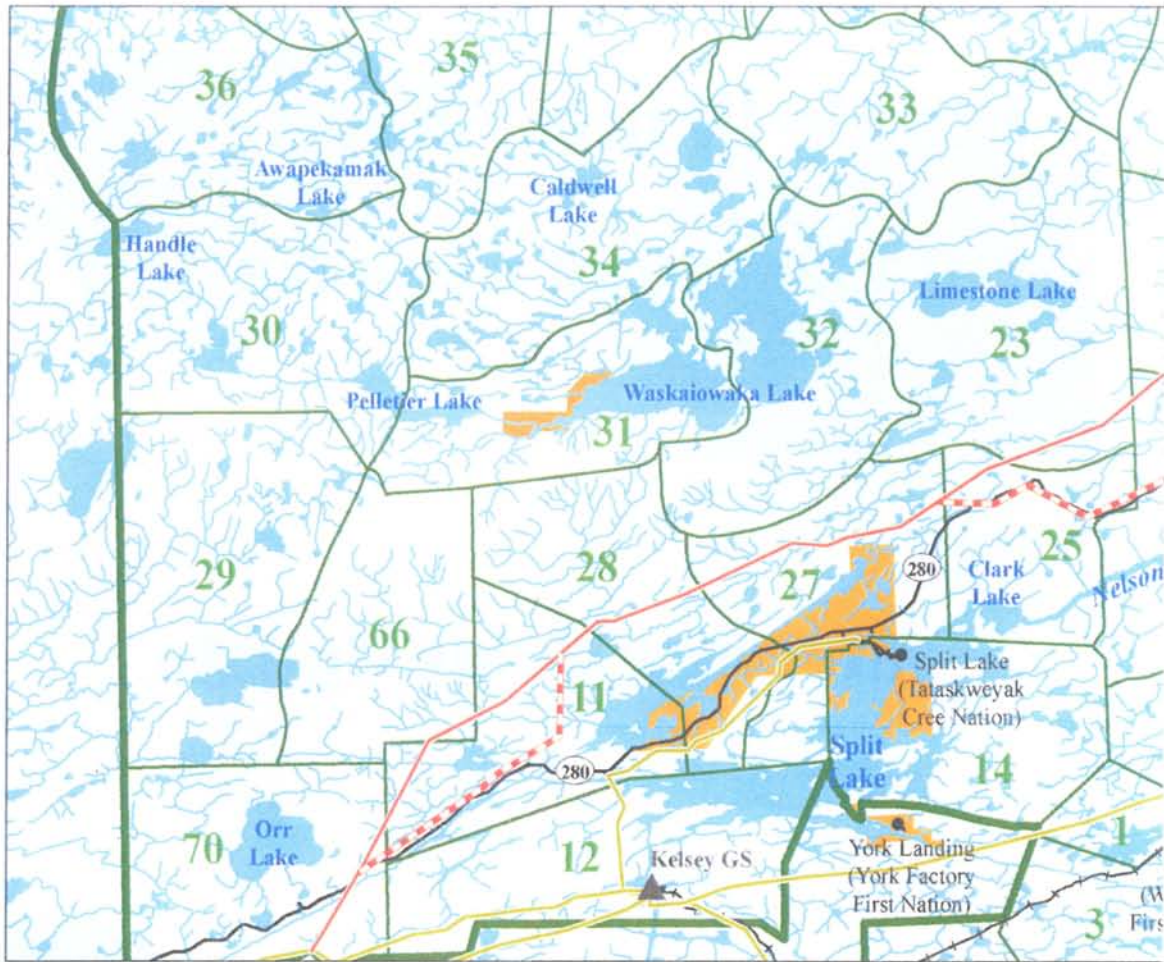 36
35
33
Awapekamak
Lake
Caldwell
Lake
Handle
Lake
34
Limestone Lake
30
32
23
Pelletier Lake
Waskaiowaka Lake
31
29
28
27
280
25
Clark
Lake
Nelson
66
Split Lake
(Tataskweyak
Cree Nation)
11
Split
Lake
280
14
70
Orr
Lake
12
Kelsey GS
York Landing
(York Factory
First Nation)
1
3
(W
Firs